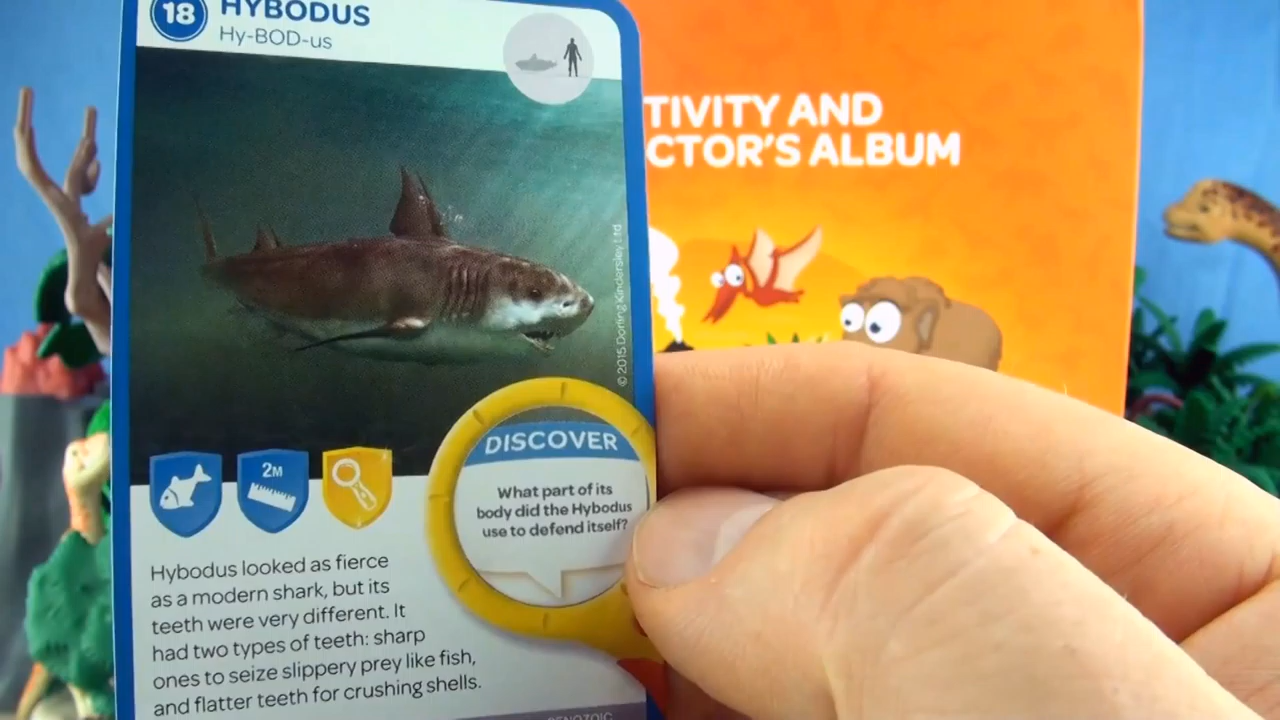 18
HYBODUS
Hy-BOD-us
TIVITY AND
CTOR'S ALBUM
© 2015 Dorling Kindersley Ltd
DISCOVER
What part of its
body did the Hybodus
use to defend itself?
2M
Hybodus looked as fierce
as a modern shark, but its
teeth were very different. It
had two types of teeth: sharp
ones to seize slippery prey like fish,
and flatter teeth for crushing shells.